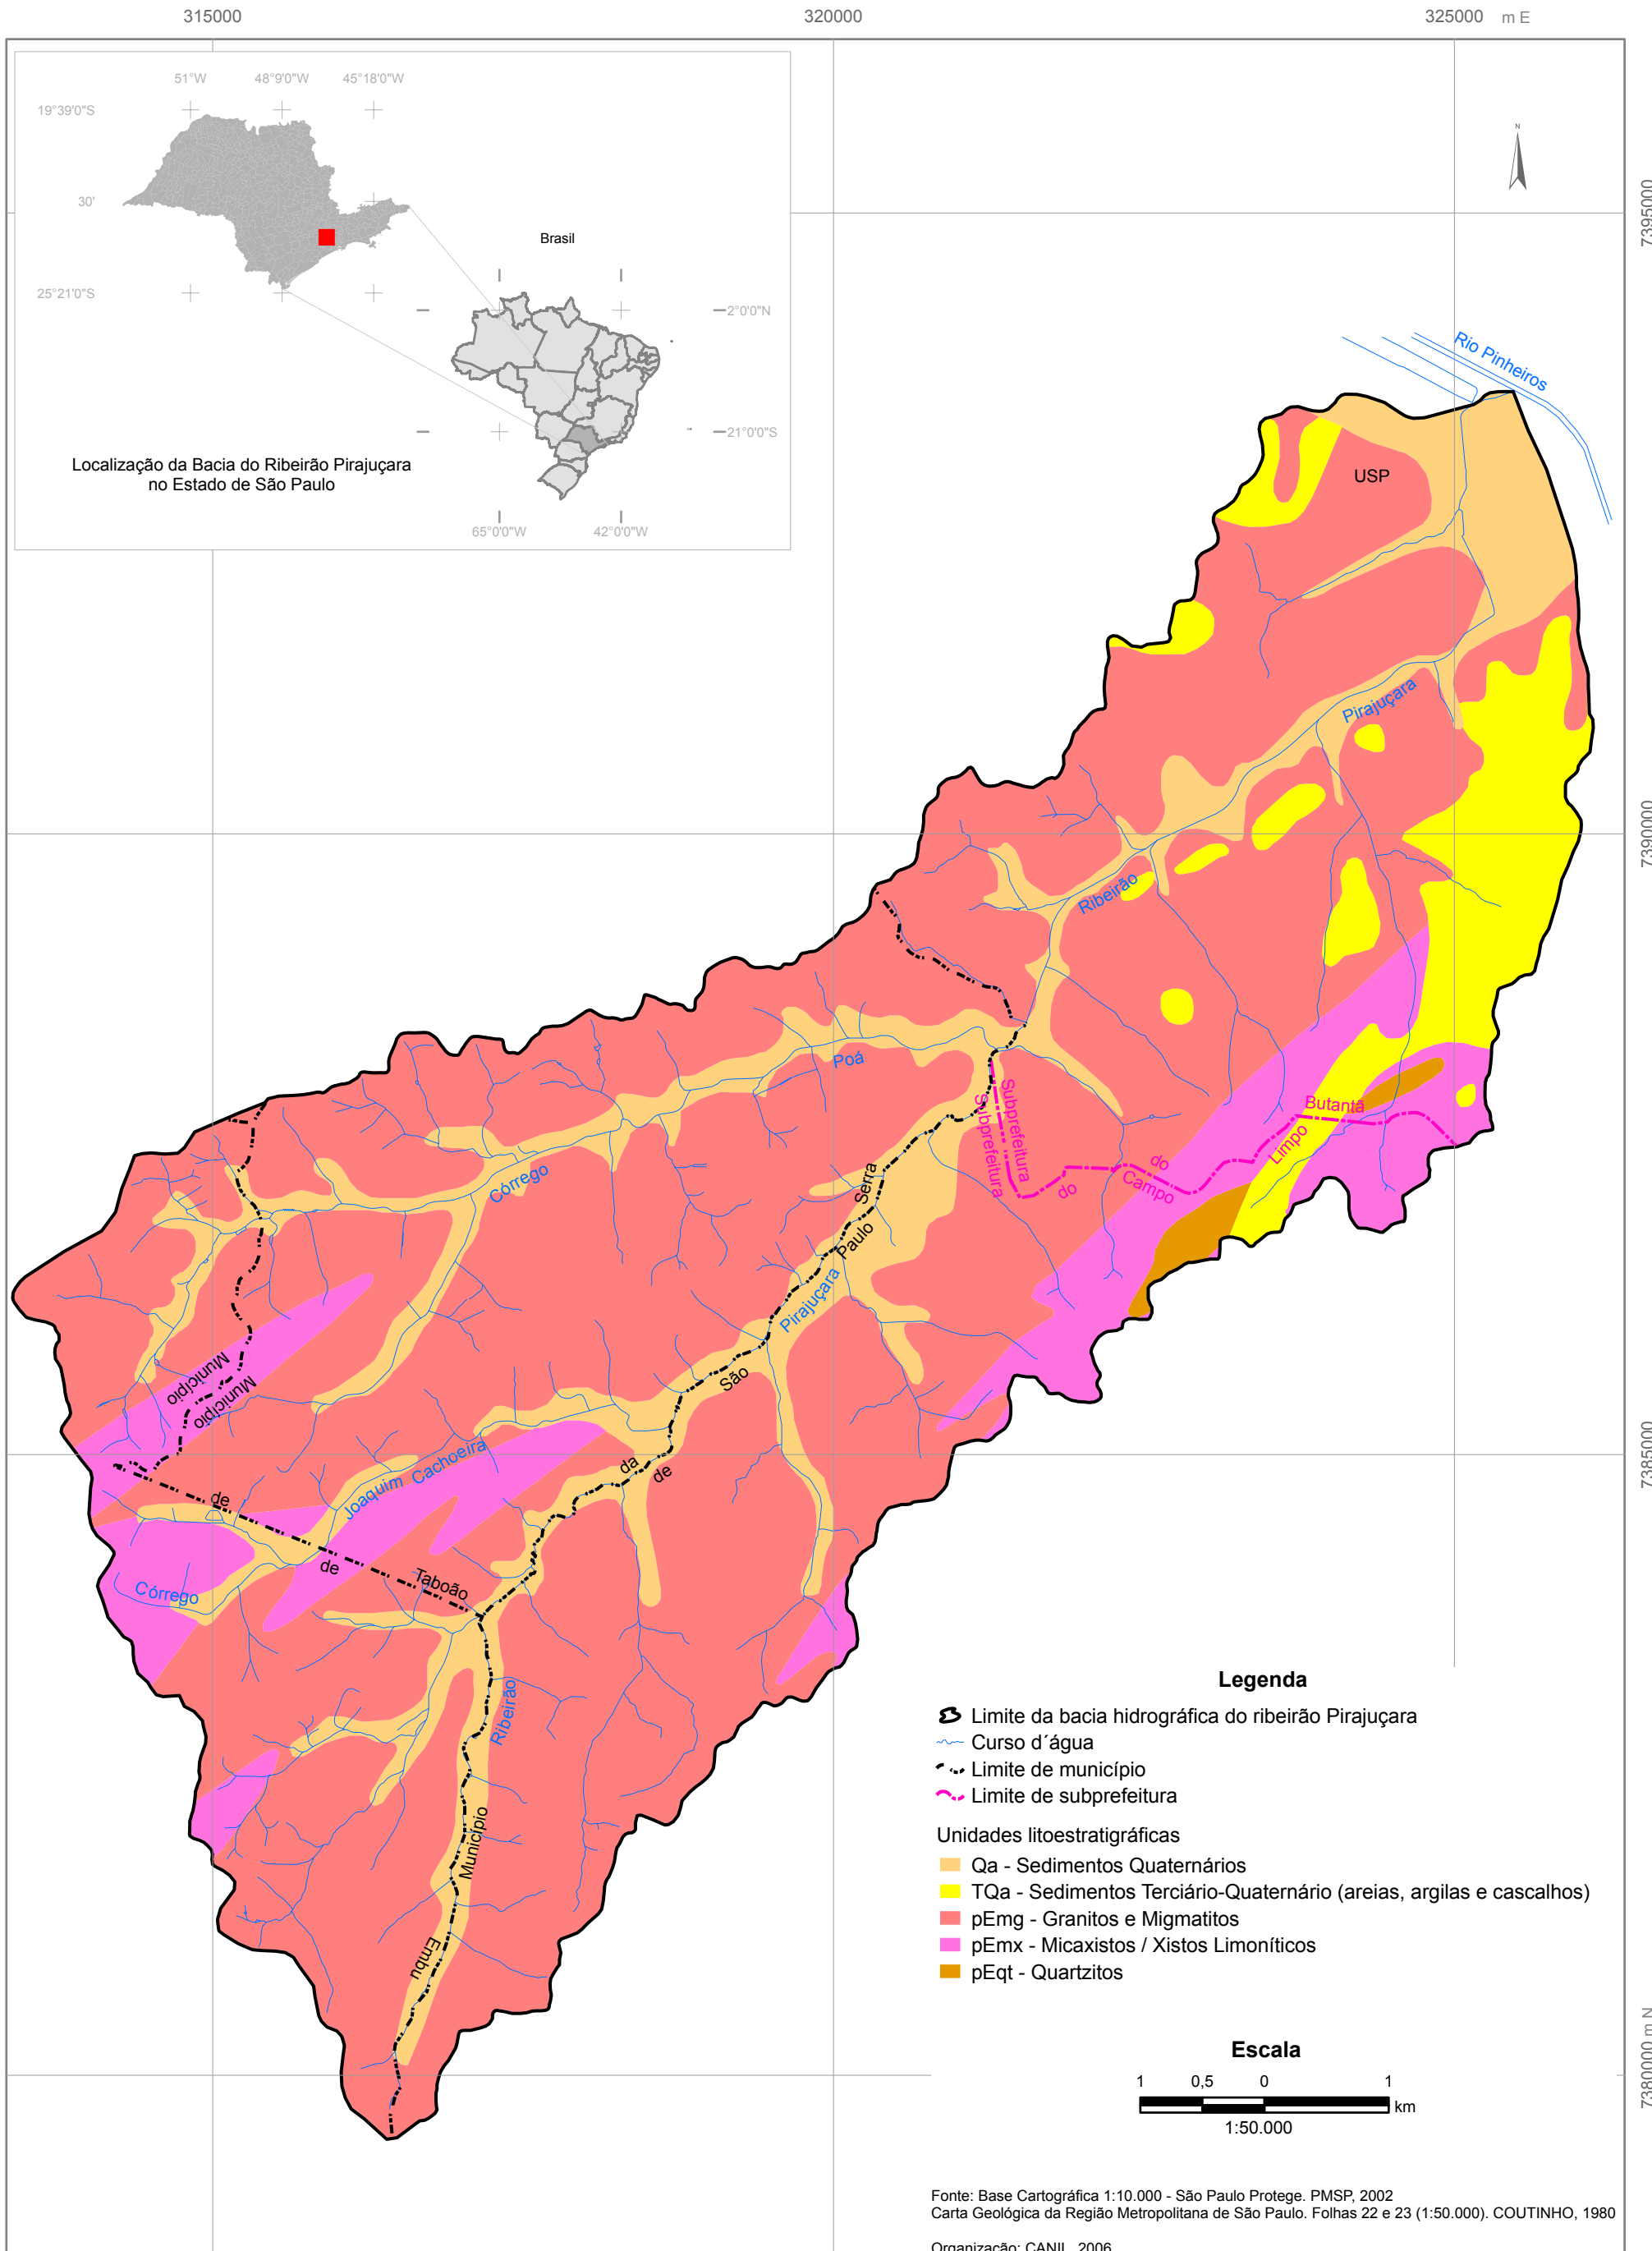 315000
320000
325000
m E
51°W
48°9'0"W
45°18'0"W
19°39'0"S
30'
25°21'0"S
Brasil
2°0'0"N
21°0'0"S
65°0'0"W
42°0'0"W
Localização da Bacia do Ribeirão Pirajuçara
no Estado de São Paulo
N
7395000
Rio Pinheiros
USP
Pirajuçara
7390000
Ribeirão
Poá
Subprefeitura
Subprefeitura
Butantã
Limpo
do
do
Campo
Córrego
Serra
Paulo
Pirajuçara
São
Município
Município
7385000
da
de
Joaquim Cachoeira
de
de
Taboão
Córrego
Ribeirão
Município
Embu
Legenda
Limite da bacia hidrográfica do ribeirão Pirajuçara
Curso d´água
Limite de município
Limite de subprefeitura
Unidades litoestratigráficas
Qa - Sedimentos Quaternários
TQa - Sedimentos Terciário-Quaternário (areias, argilas e cascalhos)
pEmg - Granitos e Migmatitos
pEmx - Micaxistos / Xistos Limoníticos
pEqt - Quartzitos
7380000 m N
Escala
1 0,5 0 1
km
1:50.000
Fonte: Base Cartográfica 1:10.000 - São Paulo Protege. PMSP, 2002
Carta Geológica da Região Metropolitana de São Paulo. Folhas 22 e 23 (1:50.000). COUTINHO, 1980
Organização: CANIL, 2006